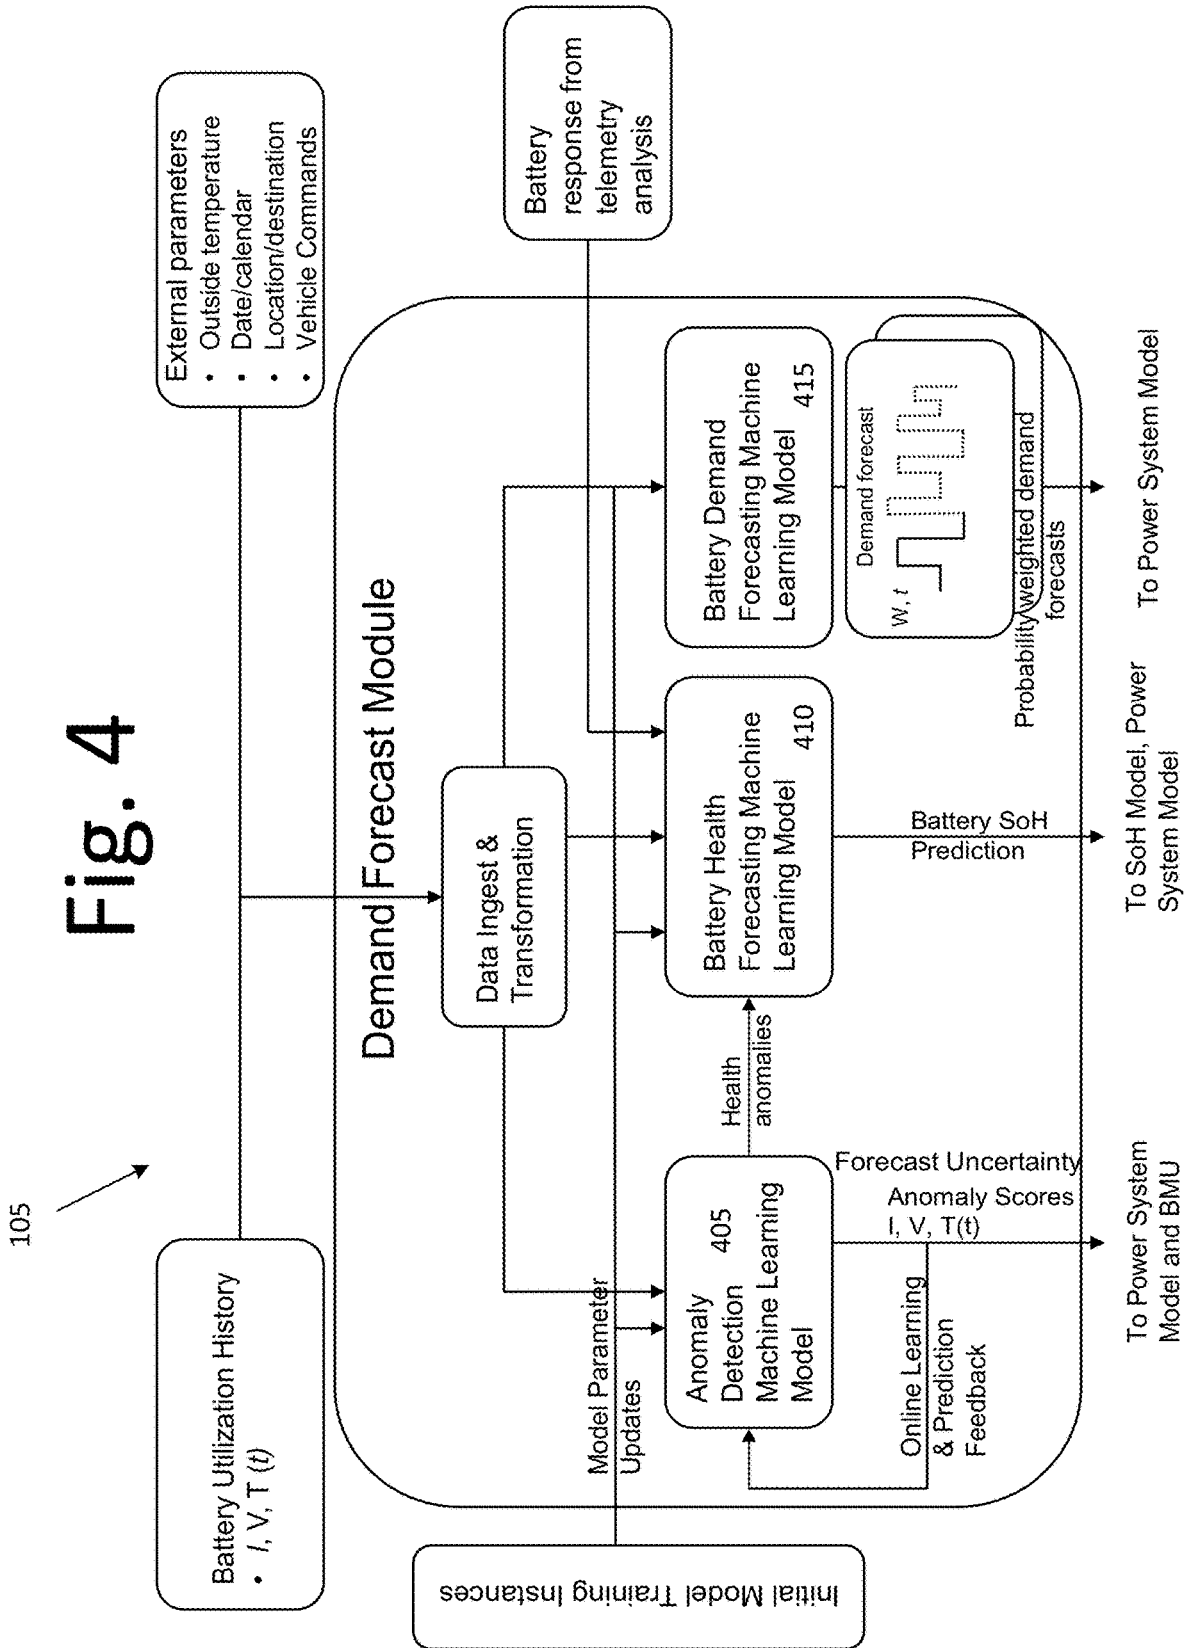 Fig. 4
105
Battery Utilization History
• I, V, T (t)
External parameters
• Outside temperature
• Date/calendar
• Location/destination
• Vehicle Commands
Demand Forecast Module
Data Ingest &
Transformation
Battery
response from
telemetry
analysis
Initial Model Training Instances
Model Parameter
Updates
Anomaly
Detection 405
Machine Learning
Model
Health
anomalies
Battery Health
Forecasting Machine
Learning Model
410
Battery Demand
Forecasting Machine
Learning Model
415
Demand forecast
W, t
Probability weighted demand
forecasts
Forecast Uncertainty
Anomaly Scores
I, V, T(t)
Online Learning
& Prediction
Feedback
Battery SoH
Prediction
To Power System
Model and BMU
To SoH Model, Power
System Model
To Power System Model